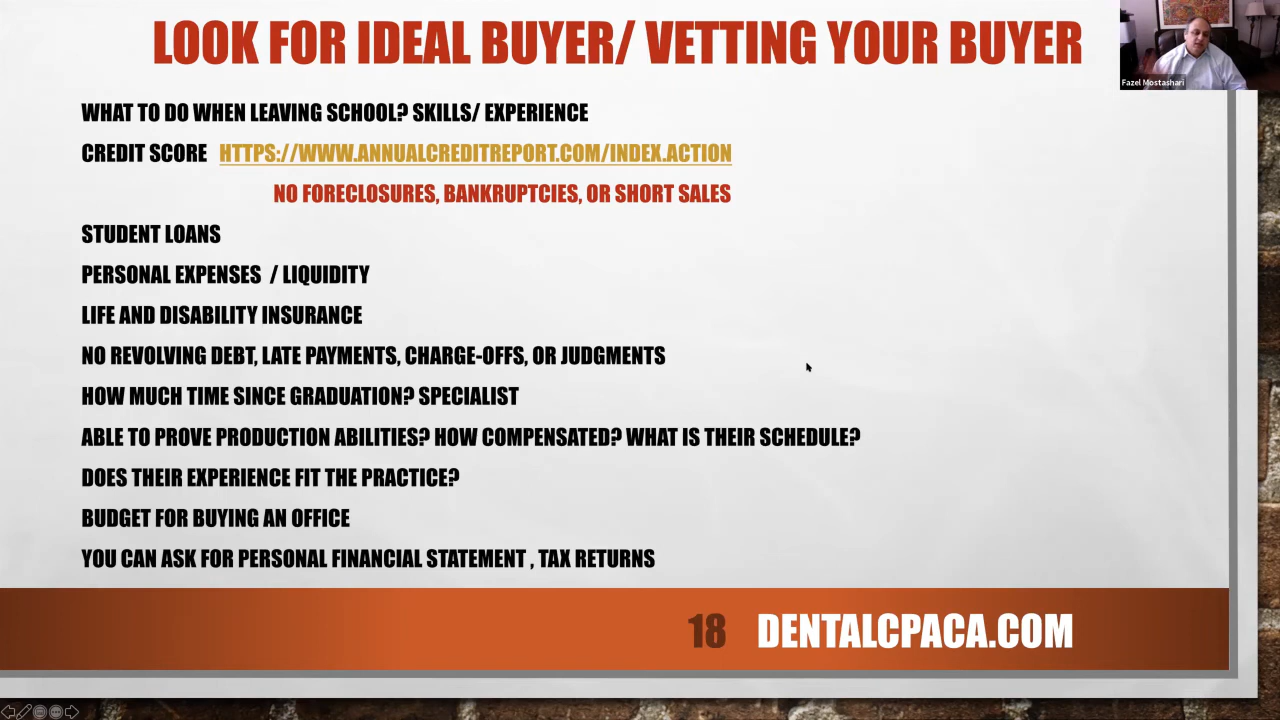 LOOK FOR IDEAL BUYER/ VETTING YOUR BUYER
Fazel Mostashari
WHAT TO DO WHEN LEAVING SCHOOL? SKILLS/ EXPERIENCE
CREDIT SCORE HTTPS://WWW.ANNUALCREDITREPORT.COM/INDEX.ACTION
NO FORECLOSURES, BANKRUPTCIES, OR SHORT SALES
STUDENT LOANS
PERSONAL EXPENSES / LIQUIDITY
LIFE AND DISABILITY INSURANCE
NO REVOLVING DEBT, LATE PAYMENTS, CHARGE-OFFS, OR JUDGMENTS
HOW MUCH TIME SINCE GRADUATION? SPECIALIST
ABLE TO PROVE PRODUCTION ABILITIES? HOW COMPENSATED? WHAT IS THEIR SCHEDULE?
DOES THEIR EXPERIENCE FIT THE PRACTICE?
BUDGET FOR BUYING AN OFFICE
YOU CAN ASK FOR PERSONAL FINANCIAL STATEMENT , TAX RETURNS
18 DENTALCPACA.COM